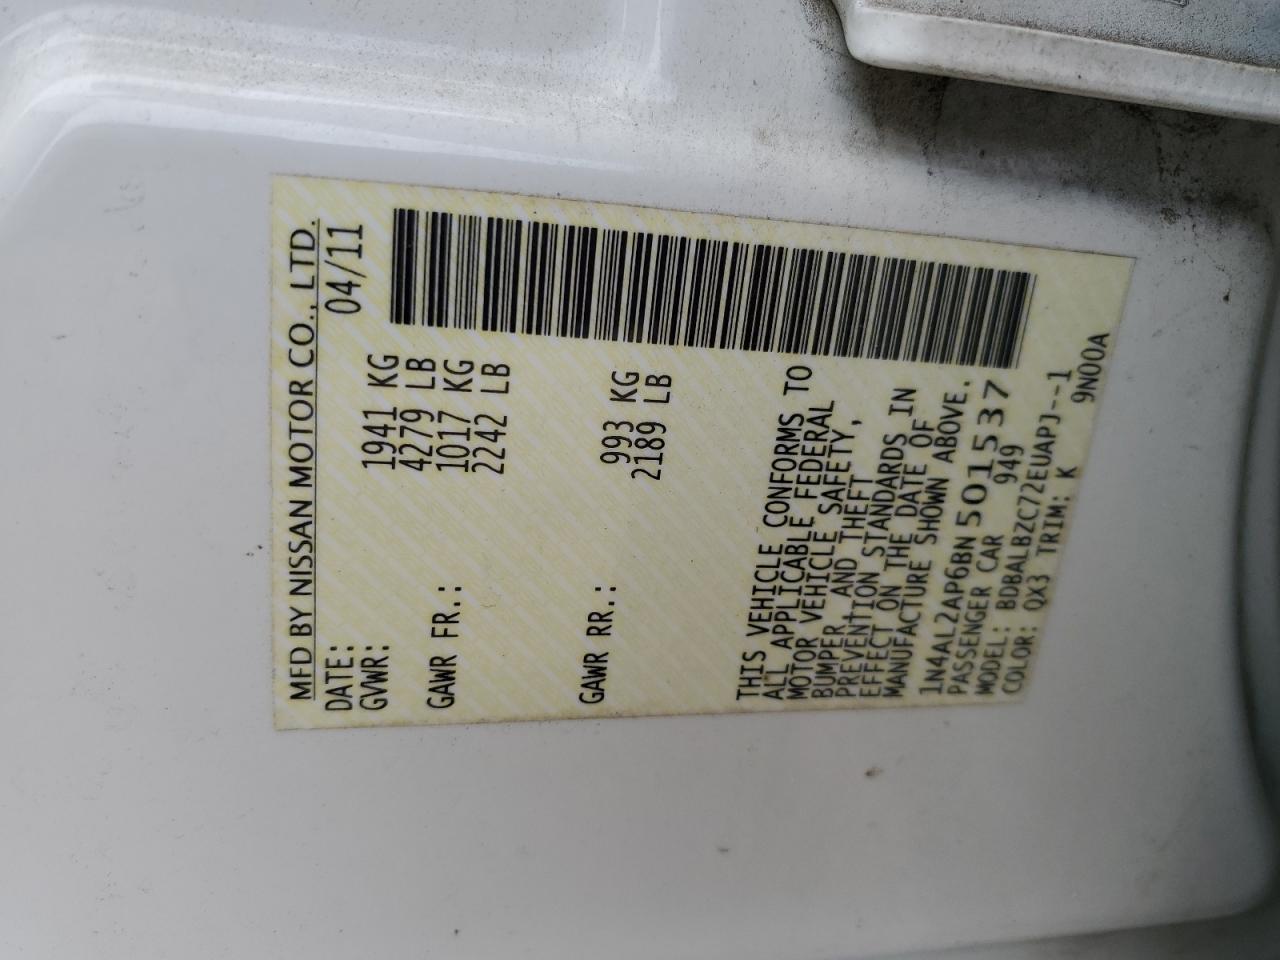 MFD BY NISSAN MOTOR CO., LTD.
DATE: 04/11
GVWR: 1941 KG
4279 LB
GAWR FR.: 1017 KG
2242 LB
GAWR RR.: 993 KG
2189 LB
THIS VEHICLE CONFORMS TO
ALL APPLICABLE FEDERAL
MOTOR VEHICLE SAFETY,
BUMPER, AND THEFT
PREVENTION STANDARDS IN
EFFECT ON THE DATE OF
MANUFACTURE SHOWN ABOVE.
1N4AL2AP6BN501537
PASSENGER CAR 949
MODEL: BDBALBZC72EUAPJ--1
COLOR: QX3 TRIM: K 9N00A